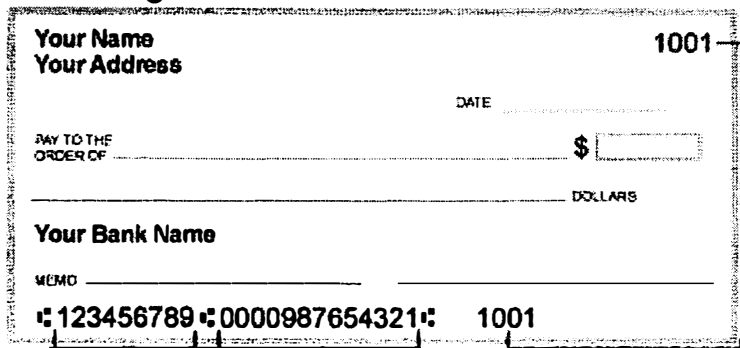 Your Name 1001
Your Address
DATE
PAY TO THE
ORDER OF $
DOLLARS
Your Bank Name
MEMO
⑆123456789⑆0000987654321⑆ 1001